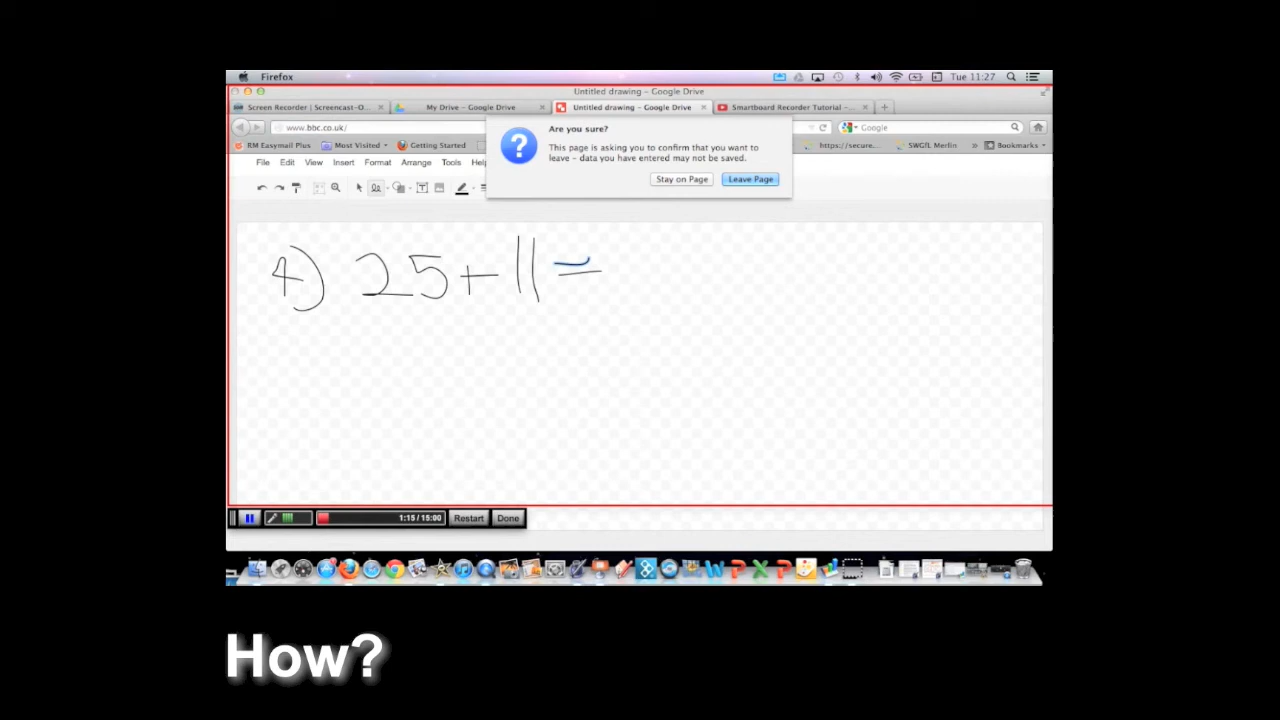 Firefox
Tue 11:27
Untitled drawing – Google Drive
Screen Recorder | Screencast-O...
My Drive – Google Drive
Untitled drawing – Google Drive
Smartboard Recorder Tutorial –...
www.bbc.co.uk/
Google
RM Easymail Plus
Most Visited
Getting Started
https://secure....
SWGfL Merlin
Bookmarks
Are you sure?
This page is asking you to confirm that you want to
leave – data you have entered may not be saved.
Stay on Page
Leave Page
File Edit View Insert Format Arrange Tools Hel
4) 25+11=
1:15 / 15:00
Restart
Done
How?